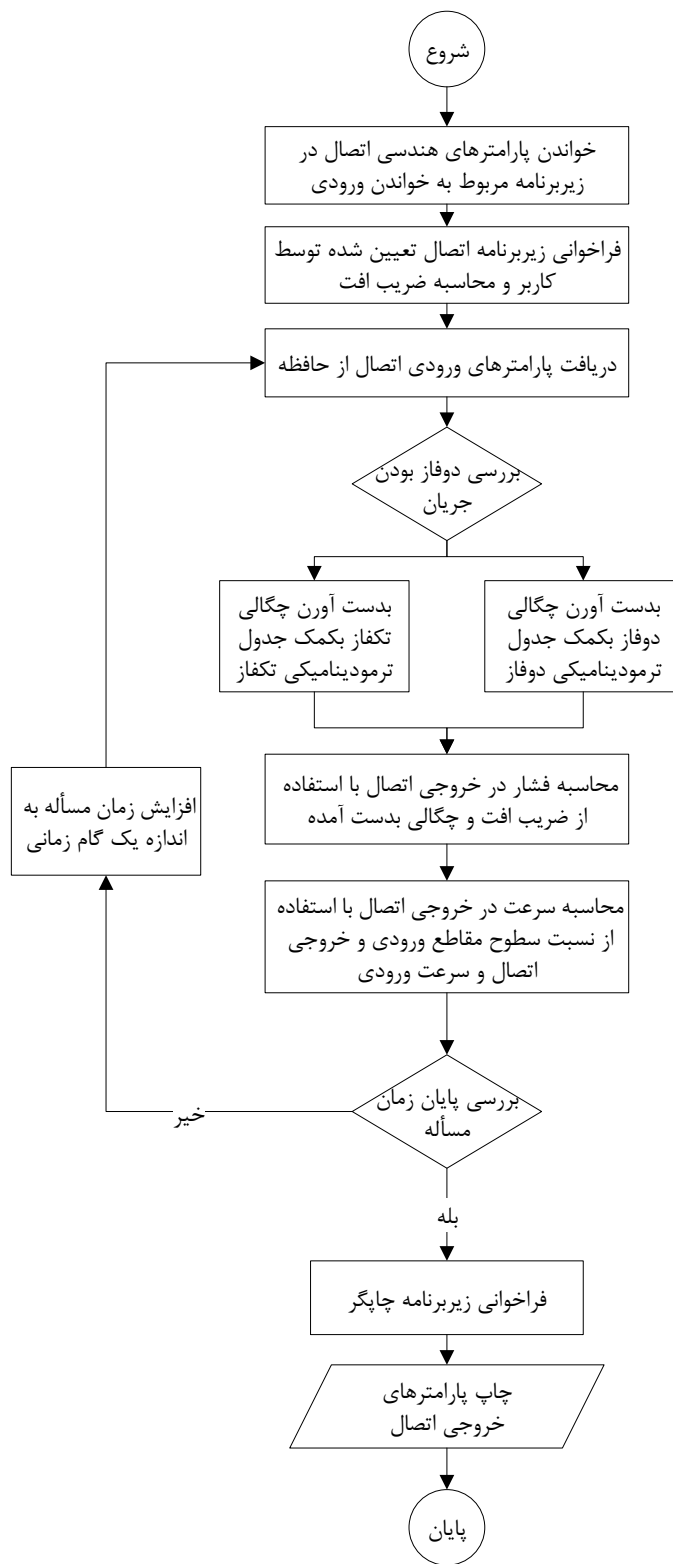 شروع
خواندن پارامترهای هندسی اتصال در
زیربرنامه مربوط به خواندن ورودی
فراخوانی زیربرنامه اتصال تعیین شده توسط
کاربر و محاسبه ضریب افت
دریافت پارامترهای ورودی اتصال از حافظه
بررسی دوفاز بودن
جریان
بدست آورن چگالی
دوفاز بکمک جدول
ترمودینامیکی دوفاز
بدست آورن چگالی
تکفاز بکمک جدول
ترمودینامیکی تکفاز
محاسبه فشار در خروجی اتصال با استفاده
از ضریب افت و چگالی بدست آمده
افزایش زمان مسأله به
اندازه یک گام زمانی
محاسبه سرعت در خروجی اتصال با استفاده
از نسبت سطوح مقاطع ورودی و خروجی
اتصال و سرعت ورودی
بررسی پایان زمان
مسأله
خیر
بله
فراخوانی زیربرنامه چاپگر
چاپ پارامترهای
خروجی اتصال
پایان